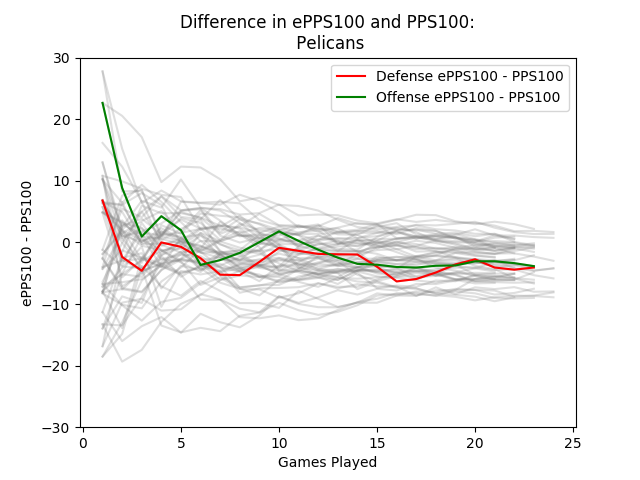 Difference in ePPS100 and PPS100:
Pelicans
Defense ePPS100 - PPS100
Offense ePPS100 - PPS100
ePPS100 - PPS100
30
20
10
0
−10
−20
−30
0 5 10 15 20 25
Games Played